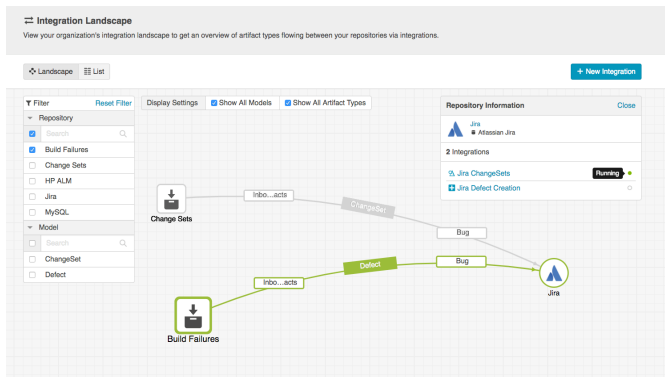 Integration Landscape
View your organization's integration landscape to get an overview of artifact types flowing between your repositories via integrations.
Landscape
List
+ New Integration
Filter
Reset Filter
Display Settings
Show All Models
Show All Artifact Types
Repository
Search
Build Failures
Change Sets
HP ALM
Jira
MySQL
Model
Search
ChangeSet
Defect
Repository Information
Close
Jira
Atlassian Jira
2 Integrations
Jira ChangeSets
Running
Jira Defect Creation
Change Sets
Inbo...acts
ChangeSet
Bug
Build Failures
Inbo...acts
Defect
Bug
Jira